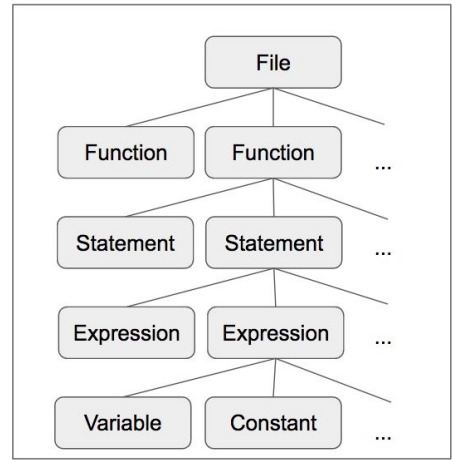 File
Function Function ...
Statement Statement ...
Expression Expression ...
Variable Constant ...